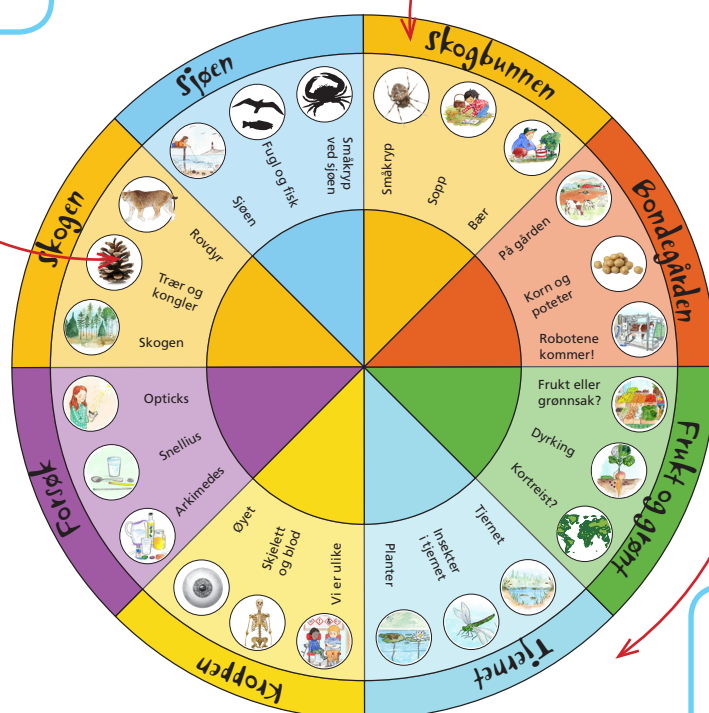 Skogbunnen
Småkryp
Sopp
Bær
Bondegården
På gården
Korn og
poteter
Robotene
kommer!
Frukt og grønt
Frukt eller
grønnsak?
Dyrking
Kortreist?
Tjernet
Tjernet
Insekter
i tjernet
Planter
Kroppen
Vi er ulike
Skjelett
og blod
Øyet
Forsøk
Arkimedes
Snellius
Opticks
Skogen
Skogen
Trær og
kongler
Rovdyr
Sjøen
Sjøen
Fugl og fisk
Småkryp
ved sjøen